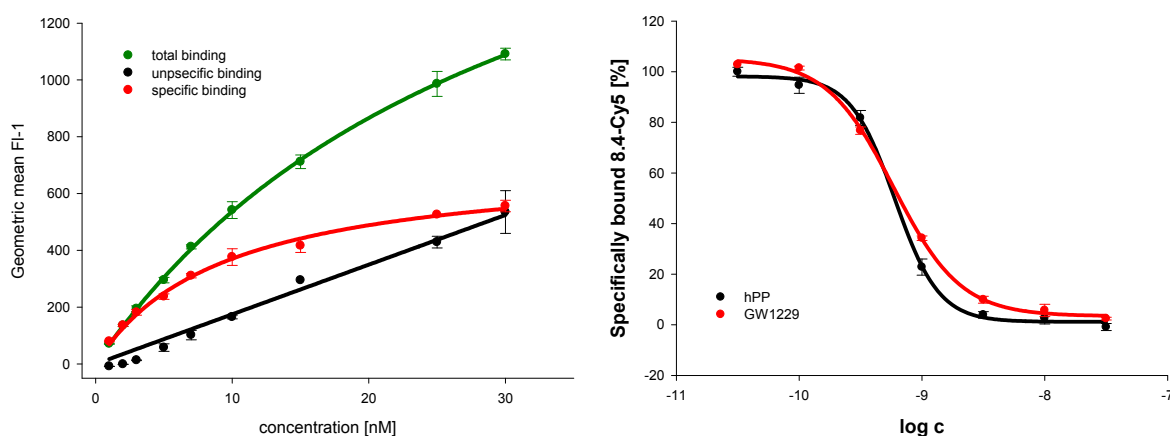 Geometric mean Fl-1
1200
1000
800
600
400
200
0
total binding
unpsecific binding
specific binding
0
10
20
30
concentration [nM]
Specifically bound 8.4-Cy5 [%]
120
100
80
60
40
20
0
-20
hPP
GW1229
-11
-10
-9
-8
-7
log c